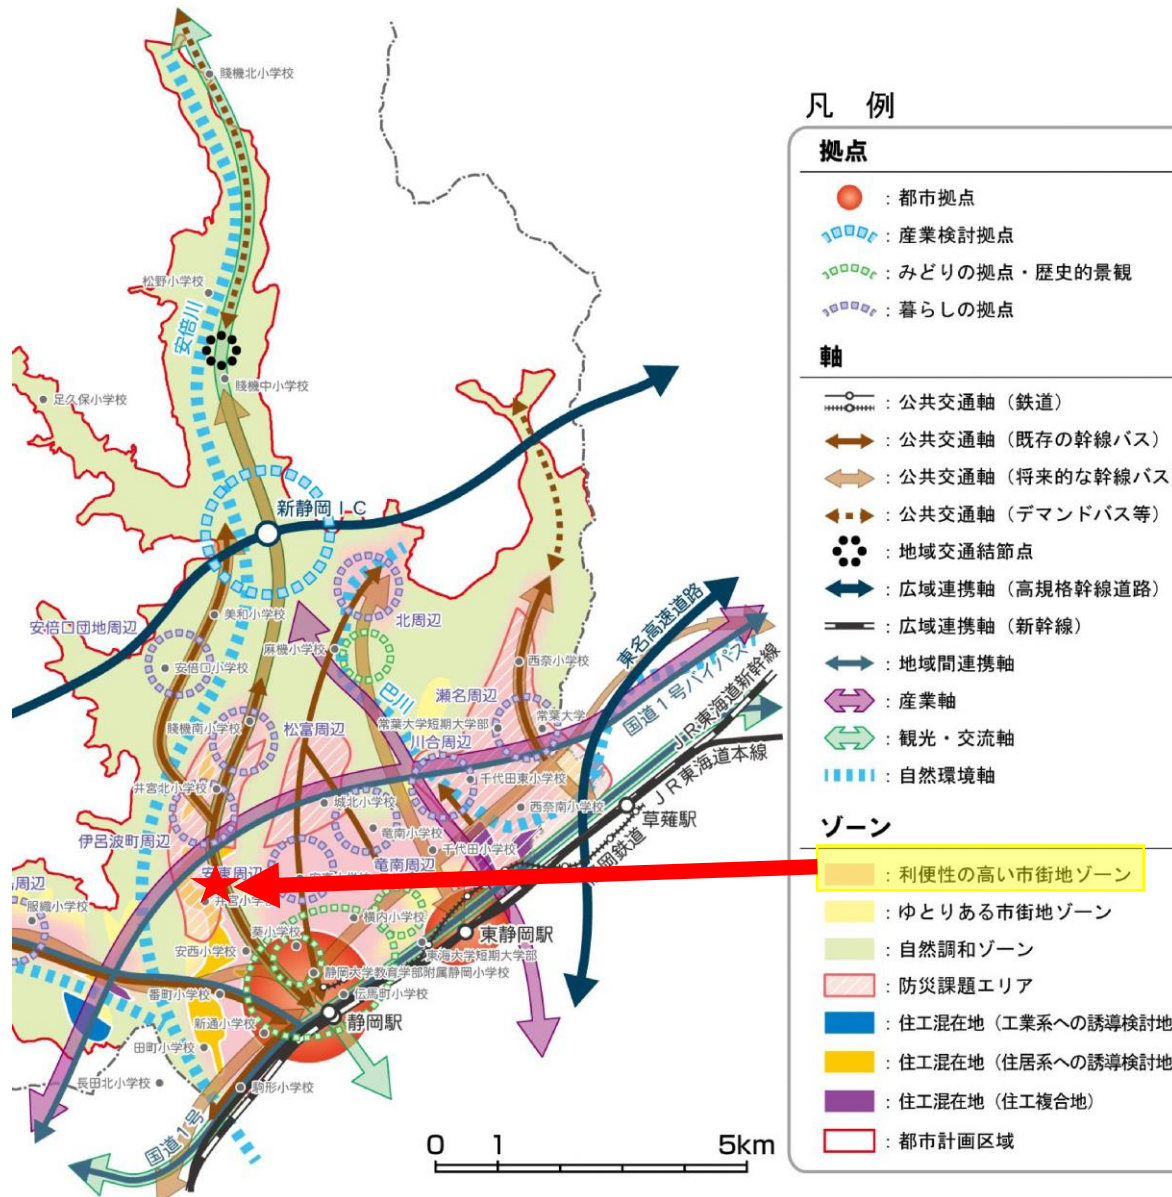 賤機北小学校
松野小学校
安倍川
賤機中小学校
足久保小学校
新静岡IC
美和小学校
安倍口団地周辺
安倍口小学校
麻機小学校
北周辺
西奈小学校
東名高速道路
国道1号バイパス
JR東海道新幹線
JR東海道本線
巴川
瀬名周辺
常葉大学短期大学部
常葉大学
川合周辺
賤機南小学校
松富周辺
千代田東小学校
井宮北小学校
城北小学校
西奈南小学校
草薙駅
伊呂波町周辺
竜南小学校
千代田小学校
安東周辺
竜南周辺
岡鉄道
井宮小学校
周辺
服織小学校
横内小学校
安西小学校
葵小学校
東静岡駅
東海大学短期大学部
静岡大学教育学部附属静岡小学校
番町小学校
伝馬町小学校
新通小学校
静岡駅
田町小学校
長田北小学校
駒形小学校
国道1号
0 1 5km
凡 例
拠点
：都市拠点
：産業検討拠点
：みどりの拠点・歴史的景観
：暮らしの拠点
軸
：公共交通軸（鉄道）
：公共交通軸（既存の幹線バス）
：公共交通軸（将来的な幹線バス
：公共交通軸（デマンドバス等）
：地域交通結節点
：広域連携軸（高規格幹線道路）
：広域連携軸（新幹線）
：地域間連携軸
：産業軸
：観光・交流軸
：自然環境軸
ゾーン
：利便性の高い市街地ゾーン
：ゆとりある市街地ゾーン
：自然調和ゾーン
：防災課題エリア
：住工混在地（工業系への誘導検討地
：住工混在地（住居系への誘導検討地
：住工混在地（住工複合地）
：都市計画区域